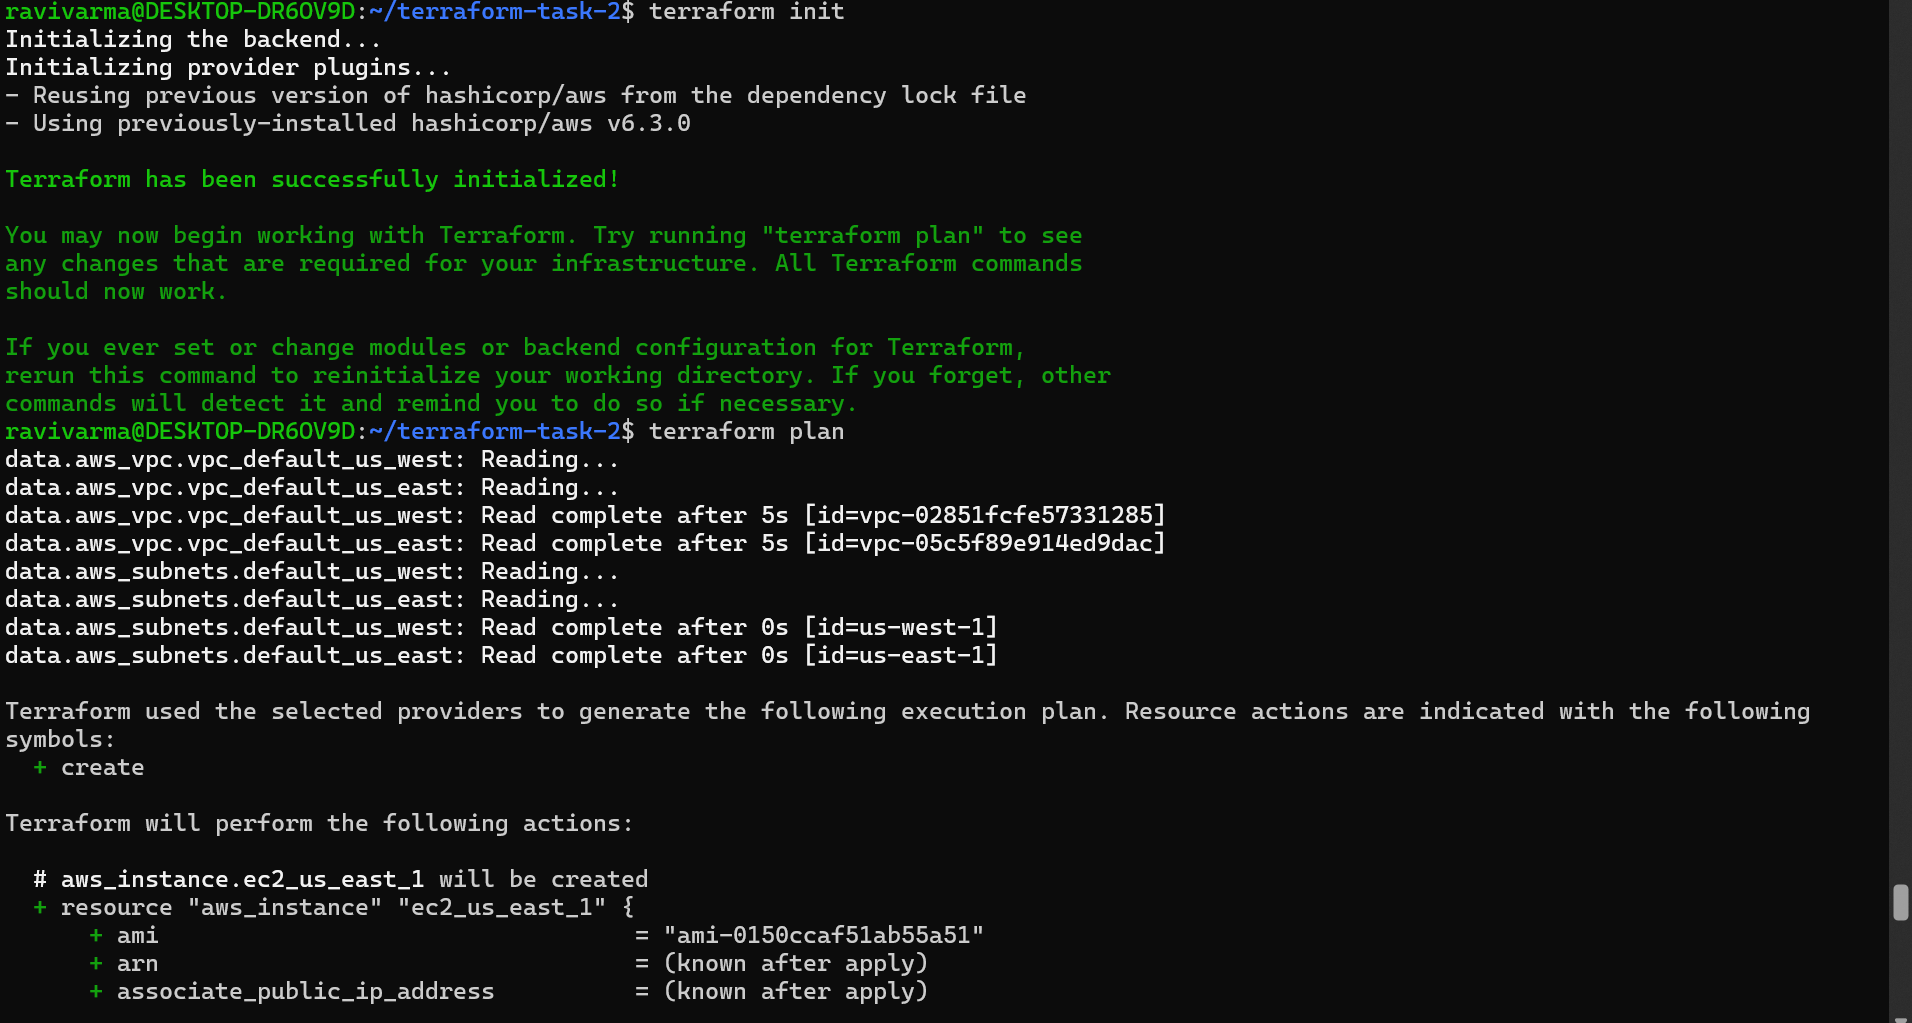 ravivarma@DESKTOP-DR6OV9D:~/terraform-task-2$ terraform init
Initializing the backend...
Initializing provider plugins...
- Reusing previous version of hashicorp/aws from the dependency lock file
- Using previously-installed hashicorp/aws v6.3.0
Terraform has been successfully initialized!
You may now begin working with Terraform. Try running "terraform plan" to see
any changes that are required for your infrastructure. All Terraform commands
should now work.
If you ever set or change modules or backend configuration for Terraform,
rerun this command to reinitialize your working directory. If you forget, other
commands will detect it and remind you to do so if necessary.
ravivarma@DESKTOP-DR6OV9D:~/terraform-task-2$ terraform plan
data.aws_vpc.vpc_default_us_west: Reading...
data.aws_vpc.vpc_default_us_east: Reading...
data.aws_vpc.vpc_default_us_west: Read complete after 5s [id=vpc-02851fcfe57331285]
data.aws_vpc.vpc_default_us_east: Read complete after 5s [id=vpc-05c5f89e914ed9dac]
data.aws_subnets.default_us_west: Reading...
data.aws_subnets.default_us_east: Reading...
data.aws_subnets.default_us_west: Read complete after 0s [id=us-west-1]
data.aws_subnets.default_us_east: Read complete after 0s [id=us-east-1]
Terraform used the selected providers to generate the following execution plan. Resource actions are indicated with the following
symbols:
+ create
Terraform will perform the following actions:
# aws_instance.ec2_us_east_1 will be created
+ resource "aws_instance" "ec2_us_east_1" {
+ ami = "ami-0150ccaf51ab55a51"
+ arn = (known after apply)
+ associate_public_ip_address = (known after apply)